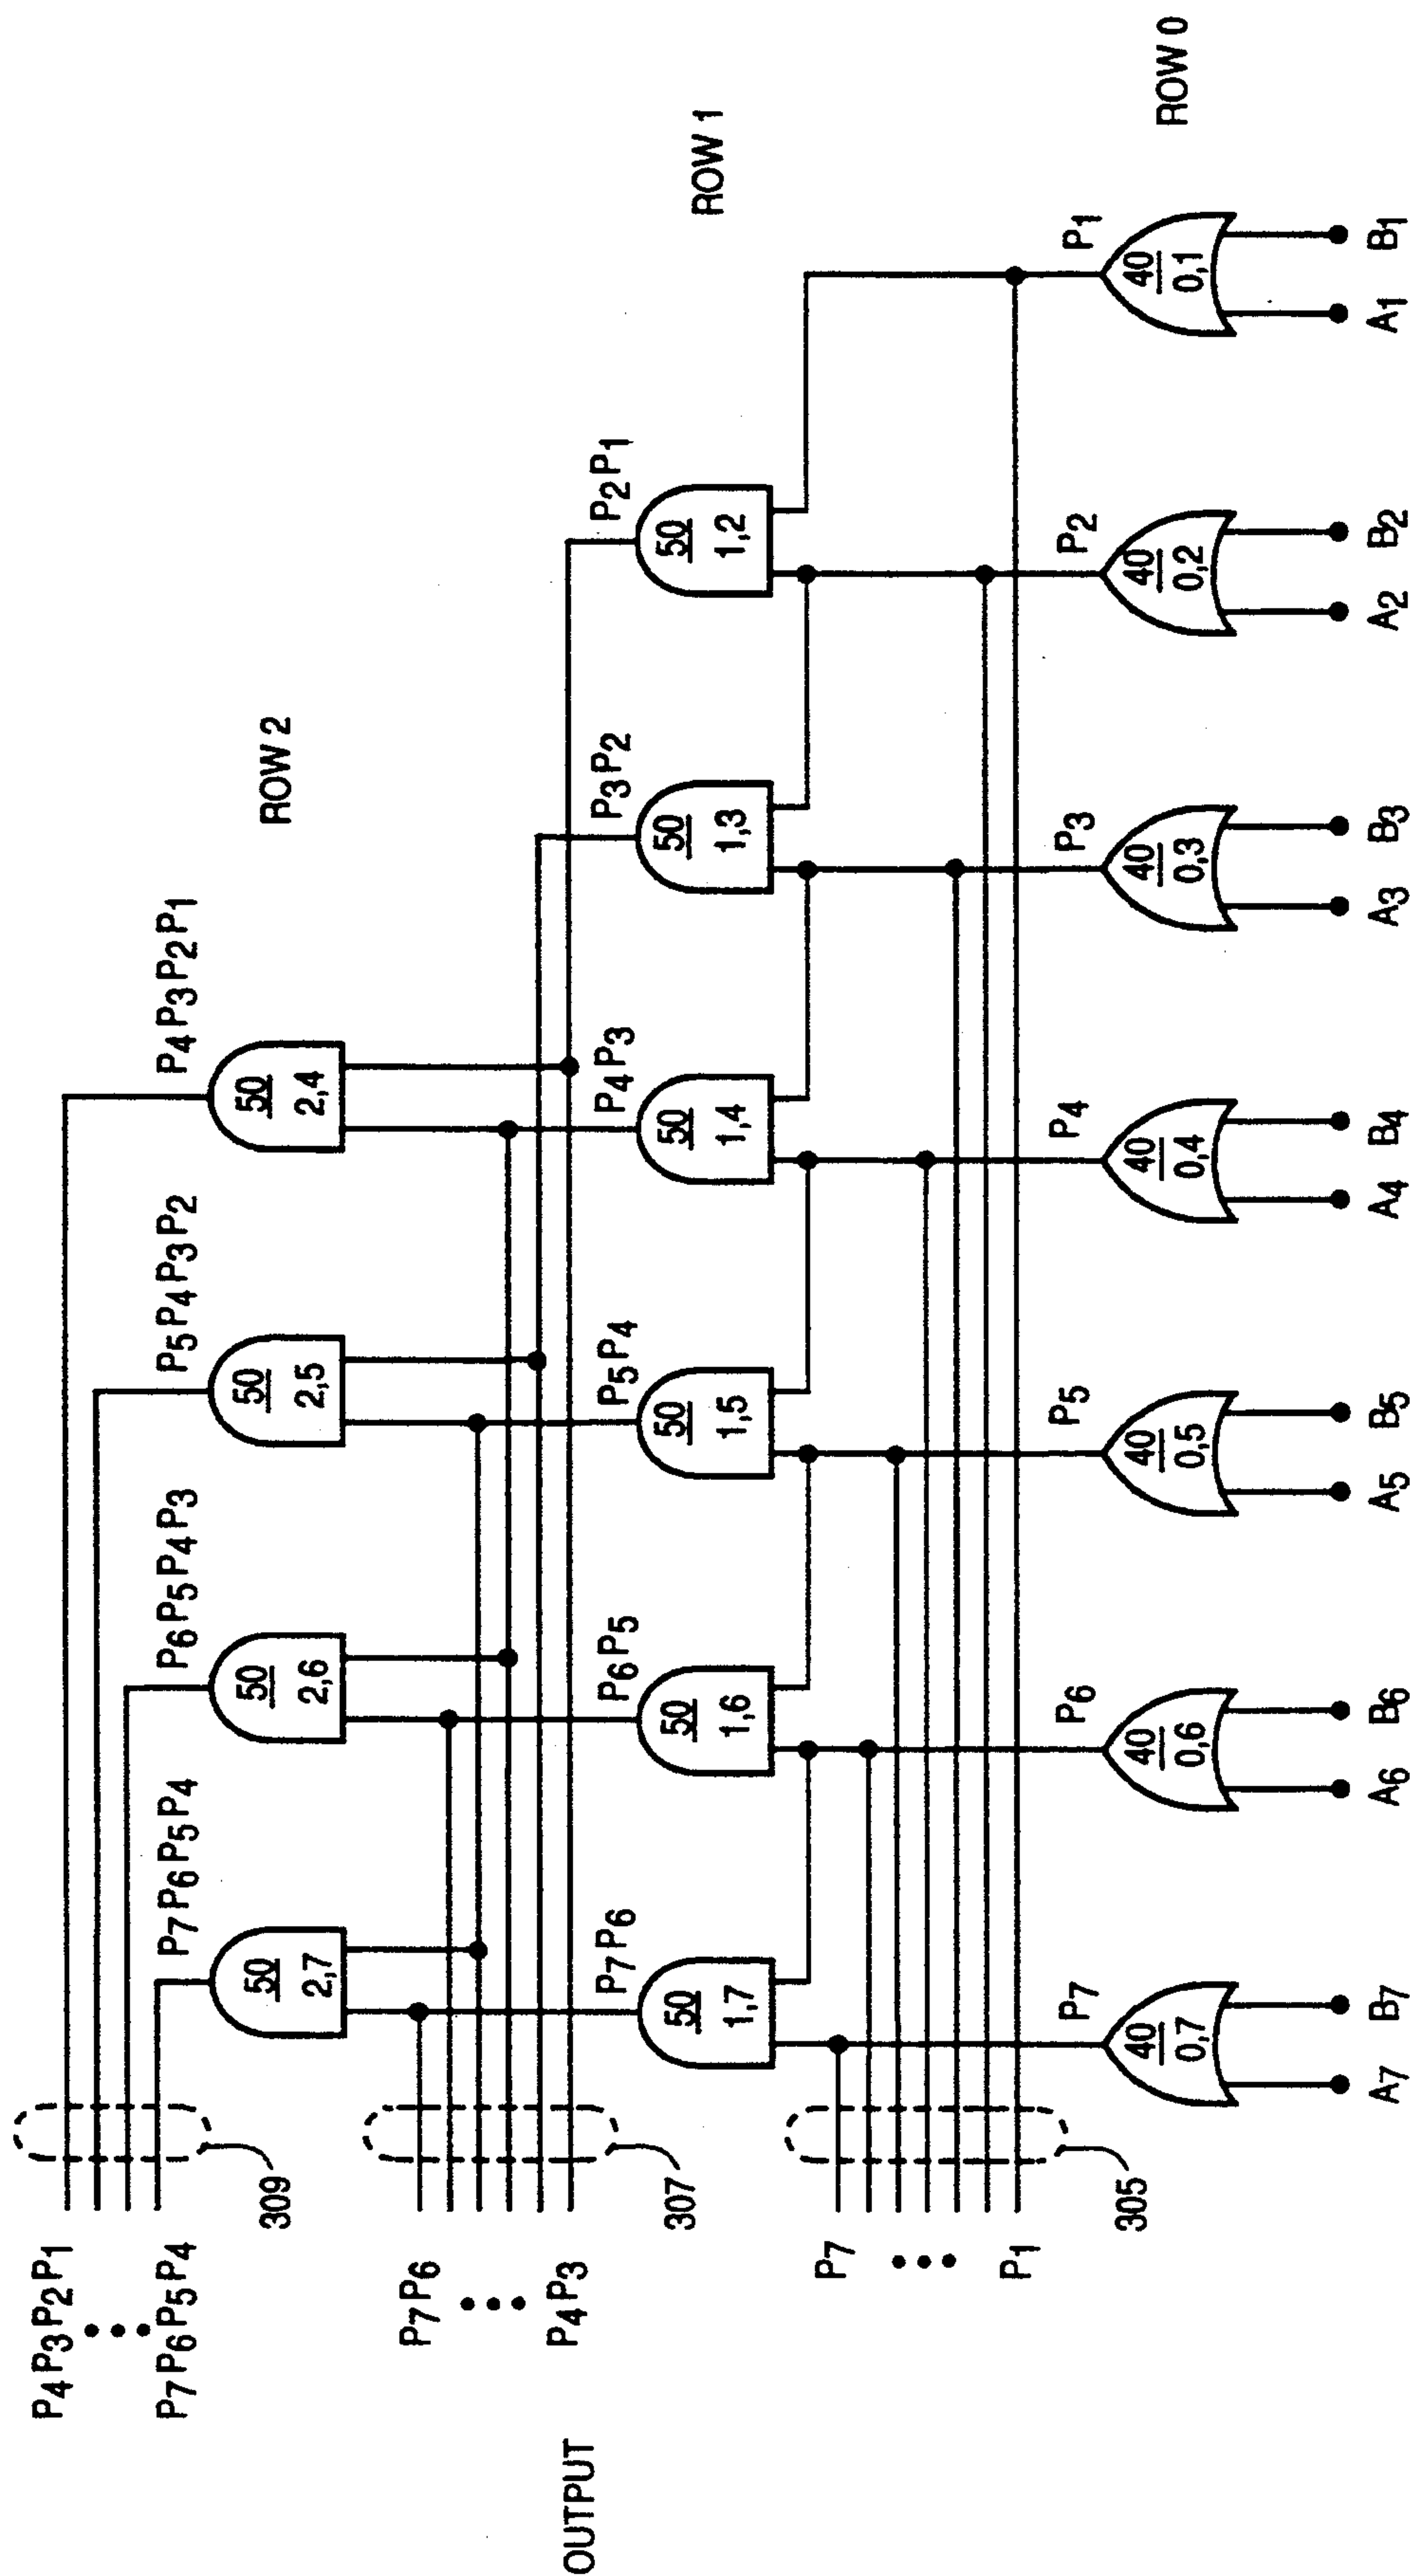 P4P3P2P1
P7P6P5P4
309
P7P6P5P4
P6P5P4P3
P5P4P3P2
P4P3P2P1
50 2,7
50 2,6
50 2,5
50 2,4
ROW 2
P7P6
P4P3
307
OUTPUT
P7P6
P6P5
P5P4
P4P3
P3P2
P2P1
50 1,7
50 1,6
50 1,5
50 1,4
50 1,3
50 1,2
ROW 1
P7
P1
305
P7
P6
P5
P4
P3
P2
P1
40 0,7
40 0,6
40 0,5
40 0,4
40 0,3
40 0,2
40 0,1
ROW 0
A7 B7 A6 B6 A5 B5 A4 B4 A3 B3 A2 B2 A1 B1